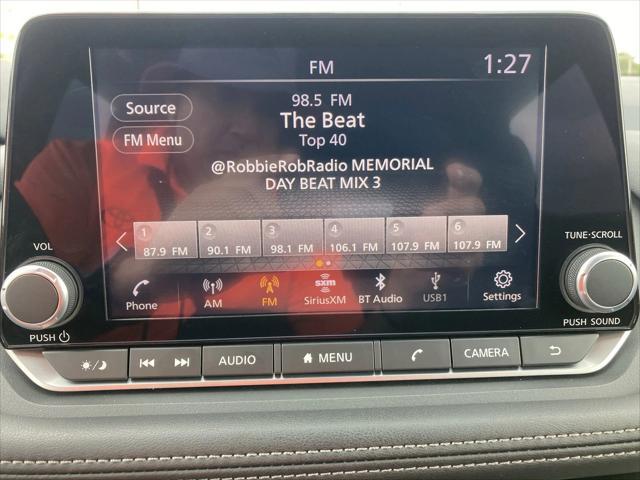 FM
1:27
Source
FM Menu
98.5 FM
The Beat
Top 40
@RobbieRobRadio MEMORIAL
DAY BEAT MIX 3
1 2 3 4 5 6
87.9 FM 90.1 FM 98.1 FM 106.1 FM 107.9 FM 107.9 FM
sxm
Phone AM FM SiriusXM BT Audio USB1 Settings
VOL
PUSH
TUNE·SCROLL
PUSH SOUND
AUDIO MENU CAMERA